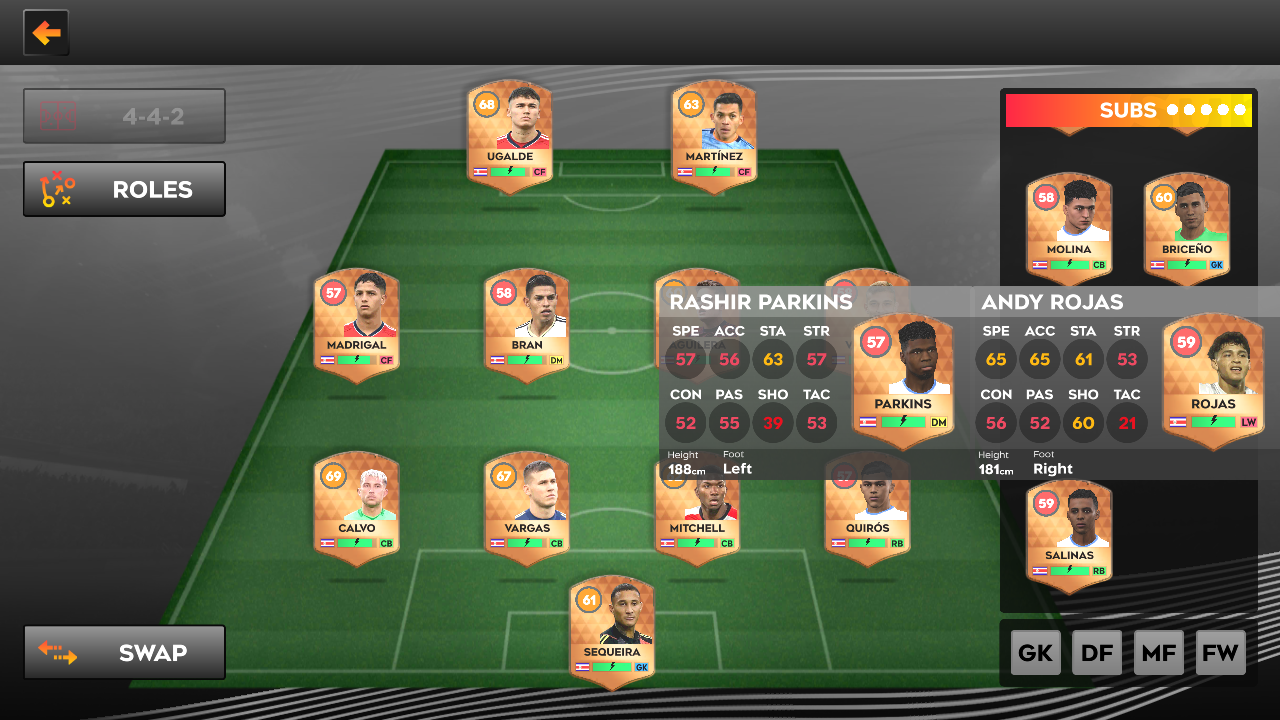 4-4-2
ROLES
SWAP
68
UGALDE
CF
63
MARTÍNEZ
CF
57
MADRIGAL
CF
58
BRAN
DM
AGUILERA
69
CALVO
CB
67
VARGAS
CB
MITCHELL
CB
QUIRÓS
RB
61
SEQUEIRA
GK
SUBS
58
MOLINA
CB
60
BRICEÑO
GK
RASHIR PARKINS
SPE ACC STA STR
57 56 63 57
CON PAS SHO TAC
52 55 39 53
Height Foot
188cm Left
57
PARKINS
DM
ANDY ROJAS
SPE ACC STA STR
65 65 61 53
CON PAS SHO TAC
56 52 60 21
Height Foot
181cm Right
59
ROJAS
LW
59
SALINAS
RB
GK DF MF FW